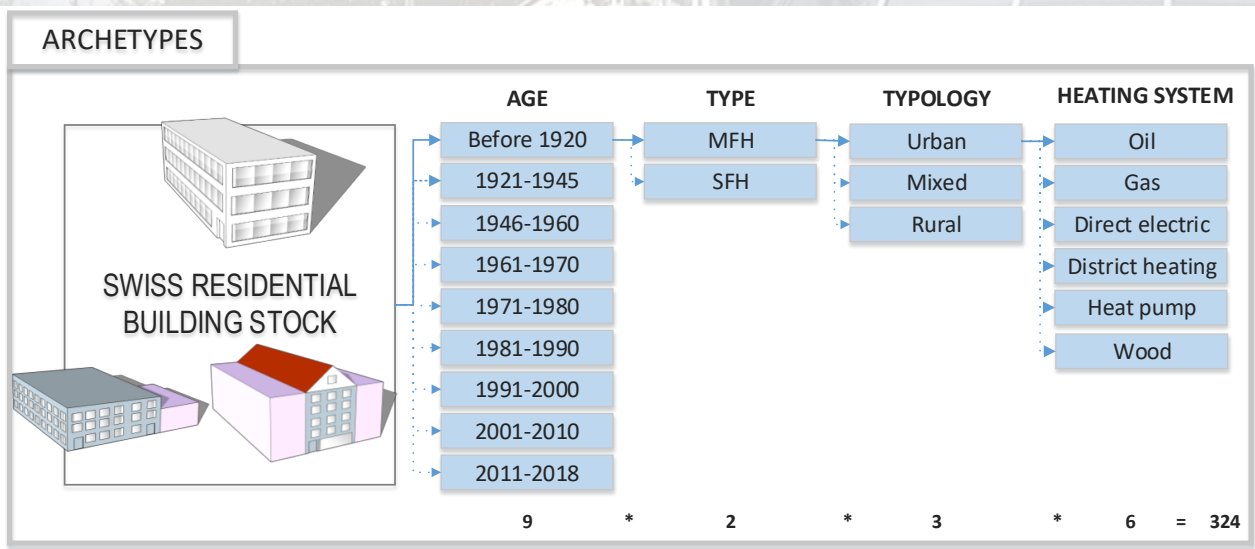 ARCHETYPES
AGE TYPE TYPOLOGY HEATING SYSTEM
Before 1920 MFH Urban Oil
1921-1945 SFH Mixed Gas
1946-1960 Rural Direct electric
1961-1970 District heating
1971-1980 Heat pump
1981-1990 Wood
1991-2000
2001-2010
2011-2018
SWISS RESIDENTIAL
BUILDING STOCK
9 * 2 * 3 * 6 = 324